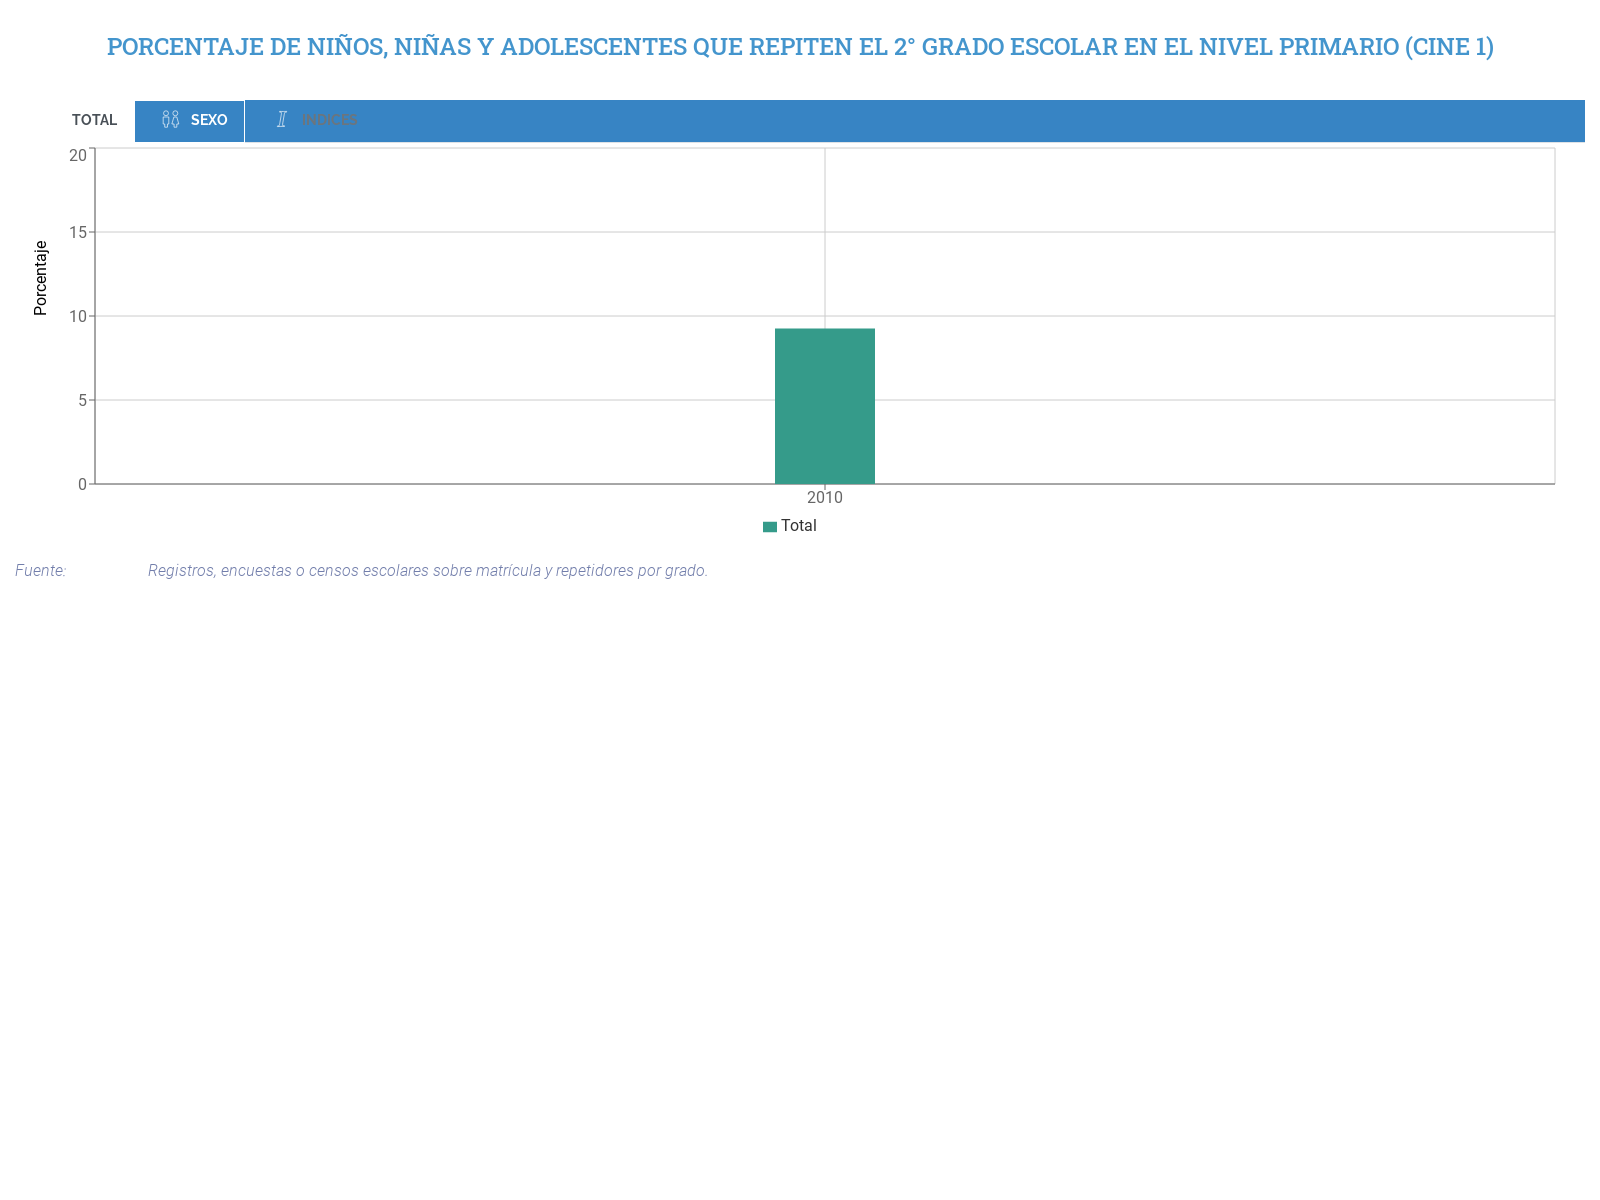 PORCENTAJE DE NIÑOS, NIÑAS Y ADOLESCENTES QUE REPITEN EL 2° GRADO ESCOLAR EN EL NIVEL PRIMARIO (CINE 1)
TOTAL SEXO INDICES
20
15
10
5
0
Porcentaje
2010
Total
Fuente: Registros, encuestas o censos escolares sobre matrícula y repetidores por grado.